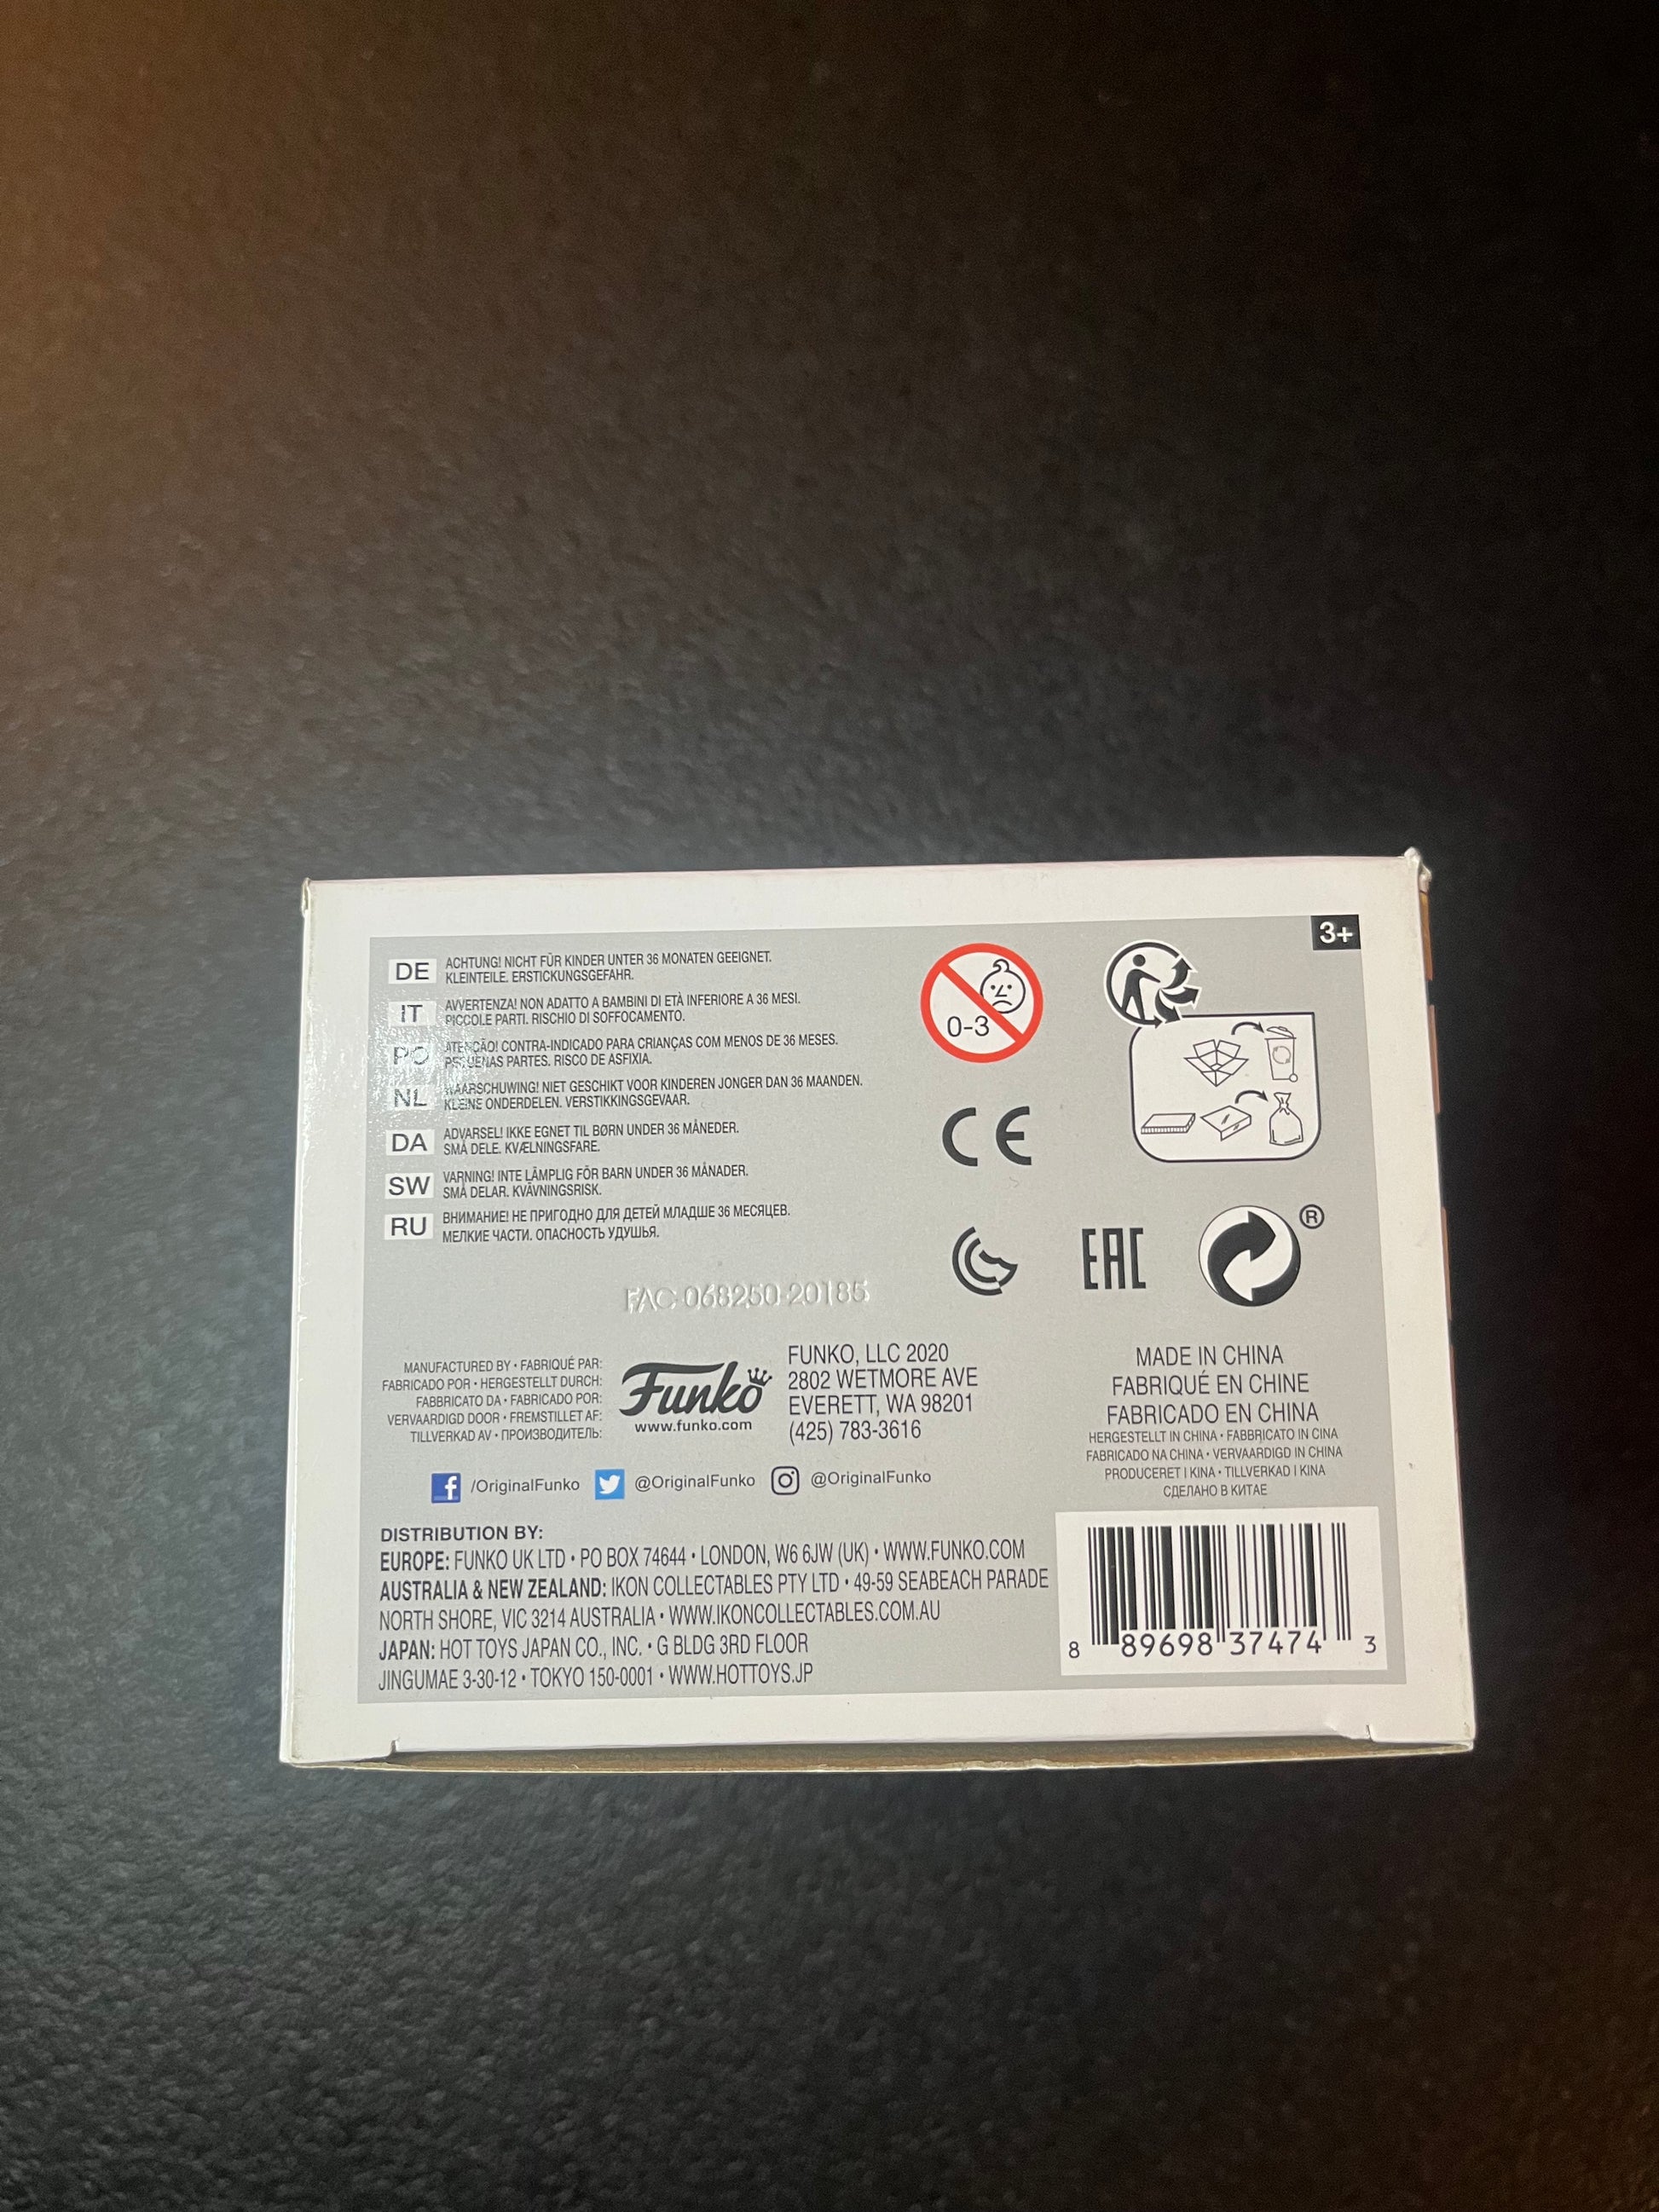 3+
DE ACHTUNG! NICHT FÜR KINDER UNTER 36 MONATEN GEEIGNET.
KLEINTEILE. ERSTICKUNGSGEFAHR.
IT AVVERTENZA! NON ADATTO A BAMBINI DI ETÀ INFERIORE A 36 MESI.
PICCOLE PARTI. RISCHIO DI SOFFOCAMENTO.
PO ATENÇÃO! CONTRA-INDICADO PARA CRIANÇAS COM MENOS DE 36 MESES.
PEQUENAS PARTES. RISCO DE ASFIXIA.
NL WAARSCHUWING! NIET GESCHIKT VOOR KINDEREN JONGER DAN 36 MAANDEN.
KLEINE ONDERDELEN. VERSTIKKINGSGEVAAR.
DA ADVARSEL! IKKE EGNET TIL BØRN UNDER 36 MÅNEDER.
SMÅ DELE. KVÆLNINGSFARE.
SW VARNING! INTE LÄMPLIG FÖR BARN UNDER 36 MÅNADER.
SMÅ DELAR. KVÄVNINGSRISK.
RU ВНИМАНИЕ! НЕ ПРИГОДНО ДЛЯ ДЕТЕЙ МЛАДШЕ 36 МЕСЯЦЕВ.
МЕЛКИЕ ЧАСТИ. ОПАСНОСТЬ УДУШЬЯ.
0-3
CE
EAC
®
FAC-068250-20185
MANUFACTURED BY • FABRIQUÉ PAR:
FABRICADO POR • HERGESTELLT DURCH:
FABBRICATO DA • FABRICADO POR:
VERVAARDIGD DOOR • FREMSTILLET AF:
TILLVERKAD AV • ПРОИЗВОДИТЕЛЬ:
Funko
www.funko.com
FUNKO, LLC 2020
2802 WETMORE AVE
EVERETT, WA 98201
(425) 783-3616
MADE IN CHINA
FABRIQUÉ EN CHINE
FABRICADO EN CHINA
HERGESTELLT IN CHINA • FABBRICATO IN CINA
FABRICADO NA CHINA • VERVAARDIGD IN CHINA
PRODUCERET I KINA • TILLVERKAD I KINA
СДЕЛАНО В КИТАЕ
/OriginalFunko @OriginalFunko @OriginalFunko
DISTRIBUTION BY:
EUROPE: FUNKO UK LTD • PO BOX 74644 • LONDON, W6 6JW (UK) • WWW.FUNKO.COM
AUSTRALIA & NEW ZEALAND: IKON COLLECTABLES PTY LTD • 49-59 SEABEACH PARADE
NORTH SHORE, VIC 3214 AUSTRALIA • WWW.IKONCOLLECTABLES.COM.AU
JAPAN: HOT TOYS JAPAN CO., INC. • G BLDG 3RD FLOOR
JINGUMAE 3-30-12 • TOKYO 150-0001 • WWW.HOTTOYS.JP
8 89698 37474 3